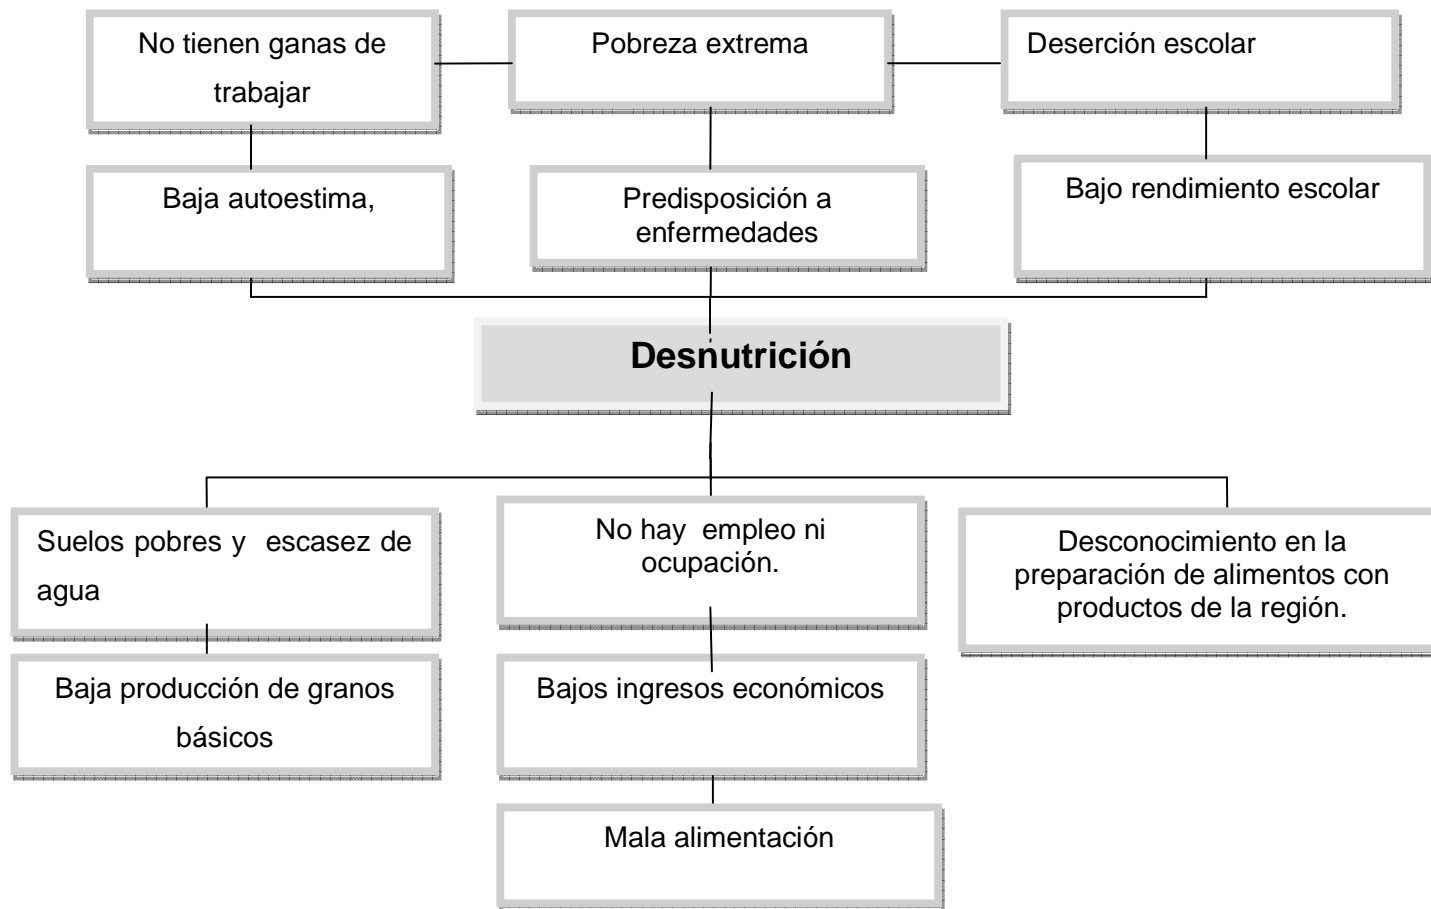 No tienen ganas de
trabajar
Pobreza extrema
Deserción escolar
Baja autoestima,
Predisposición a
enfermedades
Bajo rendimiento escolar
Desnutrición
Suelos pobres y escasez de
agua
No hay empleo ni
ocupación.
Desconocimiento en la
preparación de alimentos con
productos de la región.
Baja producción de granos
básicos
Bajos ingresos económicos
Mala alimentación